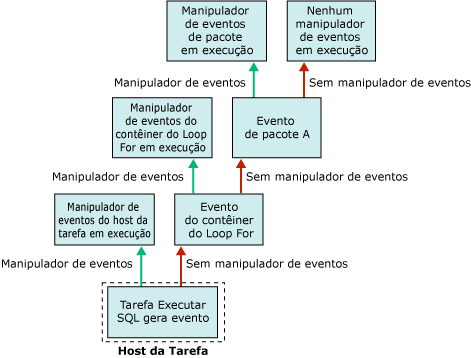 Manipulador
de eventos
de pacote
em execução
Nenhum
manipulador
de eventos
em execução
Manipulador de eventos
Sem manipulador de eventos
Manipulador
de eventos do
contêiner do Loop
For em execução
Evento
de pacote A
Manipulador de eventos
Sem manipulador de eventos
Manipulador de
eventos do host da
tarefa em execução
Evento
do contêiner
do Loop For
Manipulador de eventos
Sem manipulador de eventos
Tarefa Executar
SQL gera evento
Host da Tarefa